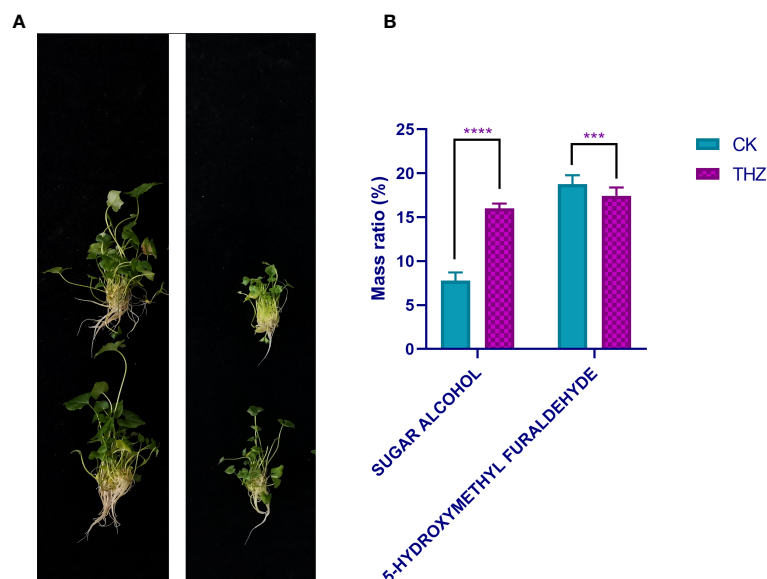 A
B
25
20
15
10
5
0
Mass ratio (%)
****
***
CK
THZ
SUGAR ALCOHOL
5-HYDROXYMETHYL FURALDEHYDE